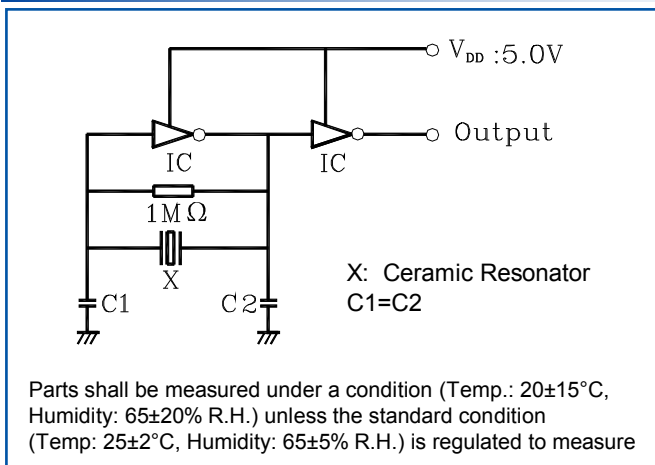 V_DD :5.0V
Output
IC
IC
1MΩ
X
C1
C2
X: Ceramic Resonator
C1=C2
Parts shall be measured under a condition (Temp.: 20±15°C,
Humidity: 65±20% R.H.) unless the standard condition
(Temp: 25±2°C, Humidity: 65±5% R.H.) is regulated to measure